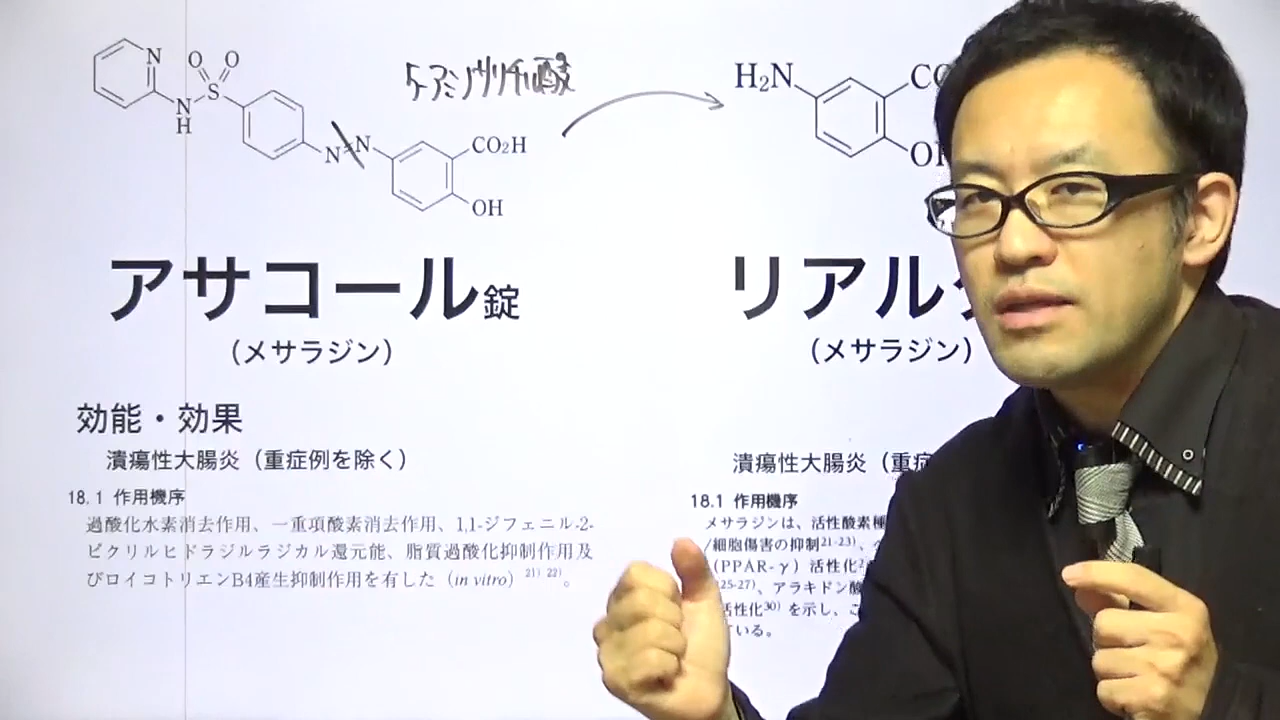 N
O O
S
N
H
N N
CO₂H
OH
5-アミノサリチル酸
H₂N
アサコール錠
(メサラジン)
効能・効果
潰瘍性大腸炎（重症例を除く）
18.1 作用機序
過酸化水素消去作用、一重項酸素消去作用、1,1-ジフェニル-2-
ピクリルヒドラジルラジカル還元能、脂質過酸化抑制作用及
びロイコトリエンB4産生抑制作用を有した（in vitro）21) 22)。
リアル
(メサラジン)
潰瘍性大腸炎（重症
18.1 作用機序
メサラジンは、活性酸素種
/細胞傷害の抑制21-23)、
（PPAR-γ）活性化2
25-27)、アラキドン酸
活性化30) を示し、こ
ている。